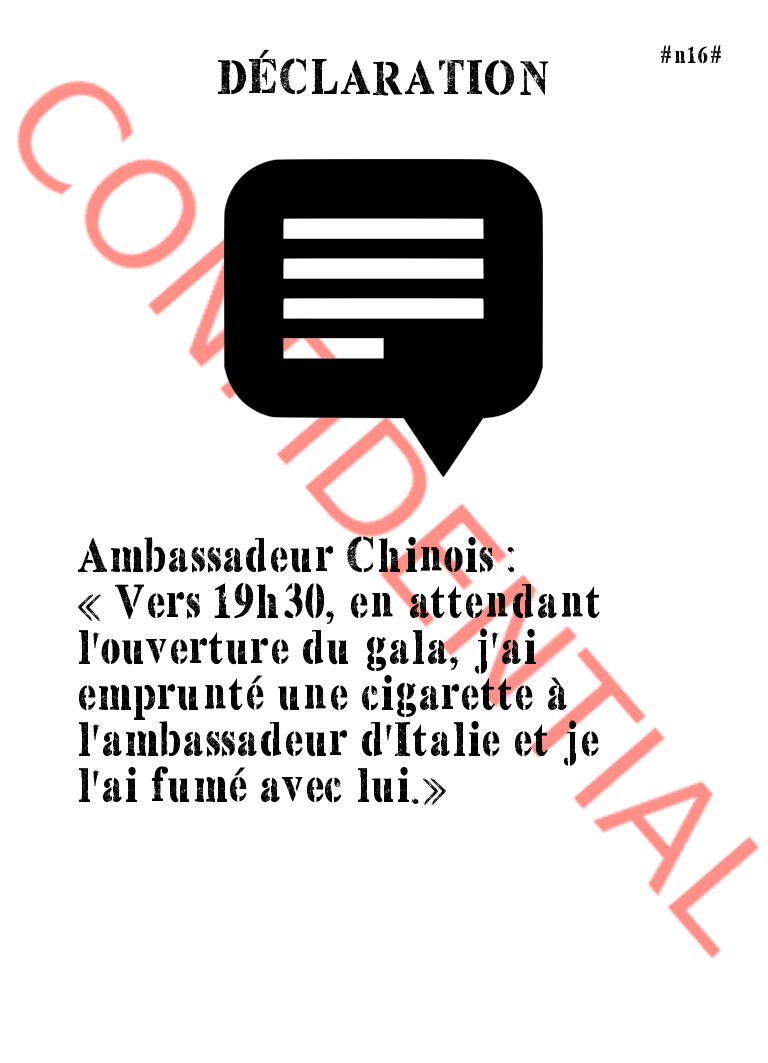 #n16#
DÉCLARATION
CONFIDENTIAL
Ambassadeur Chinois :
« Vers 19h30, en attendant
l'ouverture du gala, j'ai
emprunté une cigarette à
l'ambassadeur d'Italie et je
l'ai fumé avec lui.»